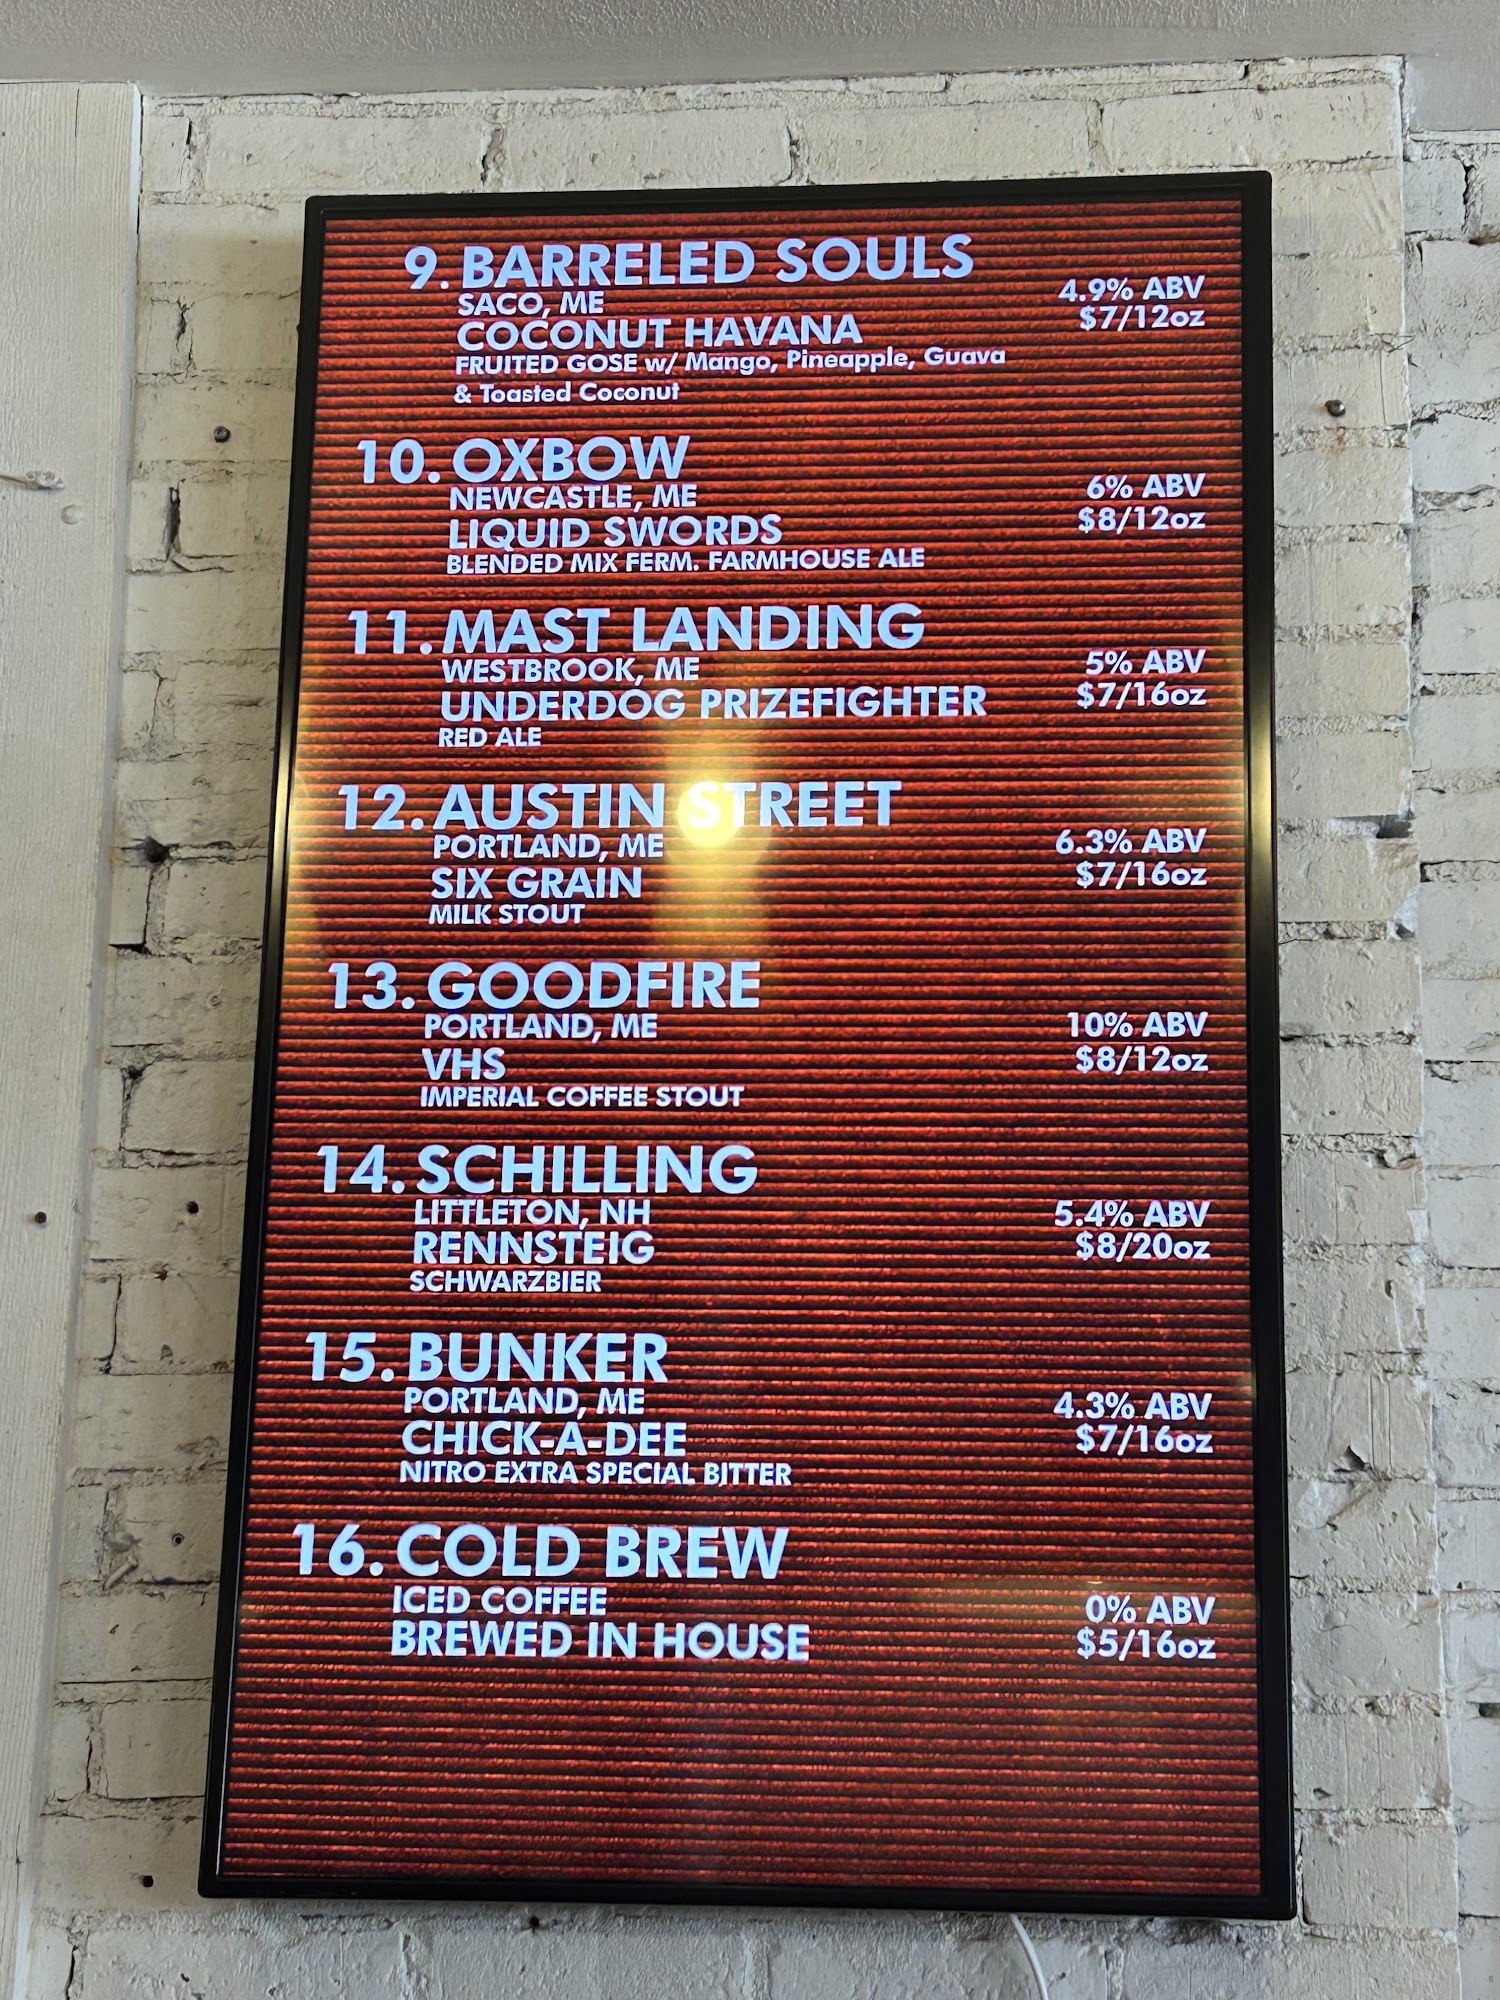 9. BARRELED SOULS
SACO, ME
4.9% ABV
COCONUT HAVANA
$7/12oz
FRUITED GOSE w/ Mango, Pineapple, Guava
& Toasted Coconut
10. OXBOW
NEWCASTLE, ME
6% ABV
LIQUID SWORDS
$8/12oz
BLENDED MIX FERM. FARMHOUSE ALE
11. MAST LANDING
WESTBROOK, ME
5% ABV
UNDERDOG PRIZEFIGHTER
$7/16oz
RED ALE
12. AUSTIN STREET
PORTLAND, ME
6.3% ABV
SIX GRAIN
$7/16oz
MILK STOUT
13. GOODFIRE
PORTLAND, ME
10% ABV
VHS
$8/12oz
IMPERIAL COFFEE STOUT
14. SCHILLING
LITTLETON, NH
5.4% ABV
RENNSTEIG
$8/20oz
SCHWARZBIER
15. BUNKER
PORTLAND, ME
4.3% ABV
CHICK-A-DEE
$7/16oz
NITRO EXTRA SPECIAL BITTER
16. COLD BREW
ICED COFFEE
0% ABV
BREWED IN HOUSE
$5/16oz